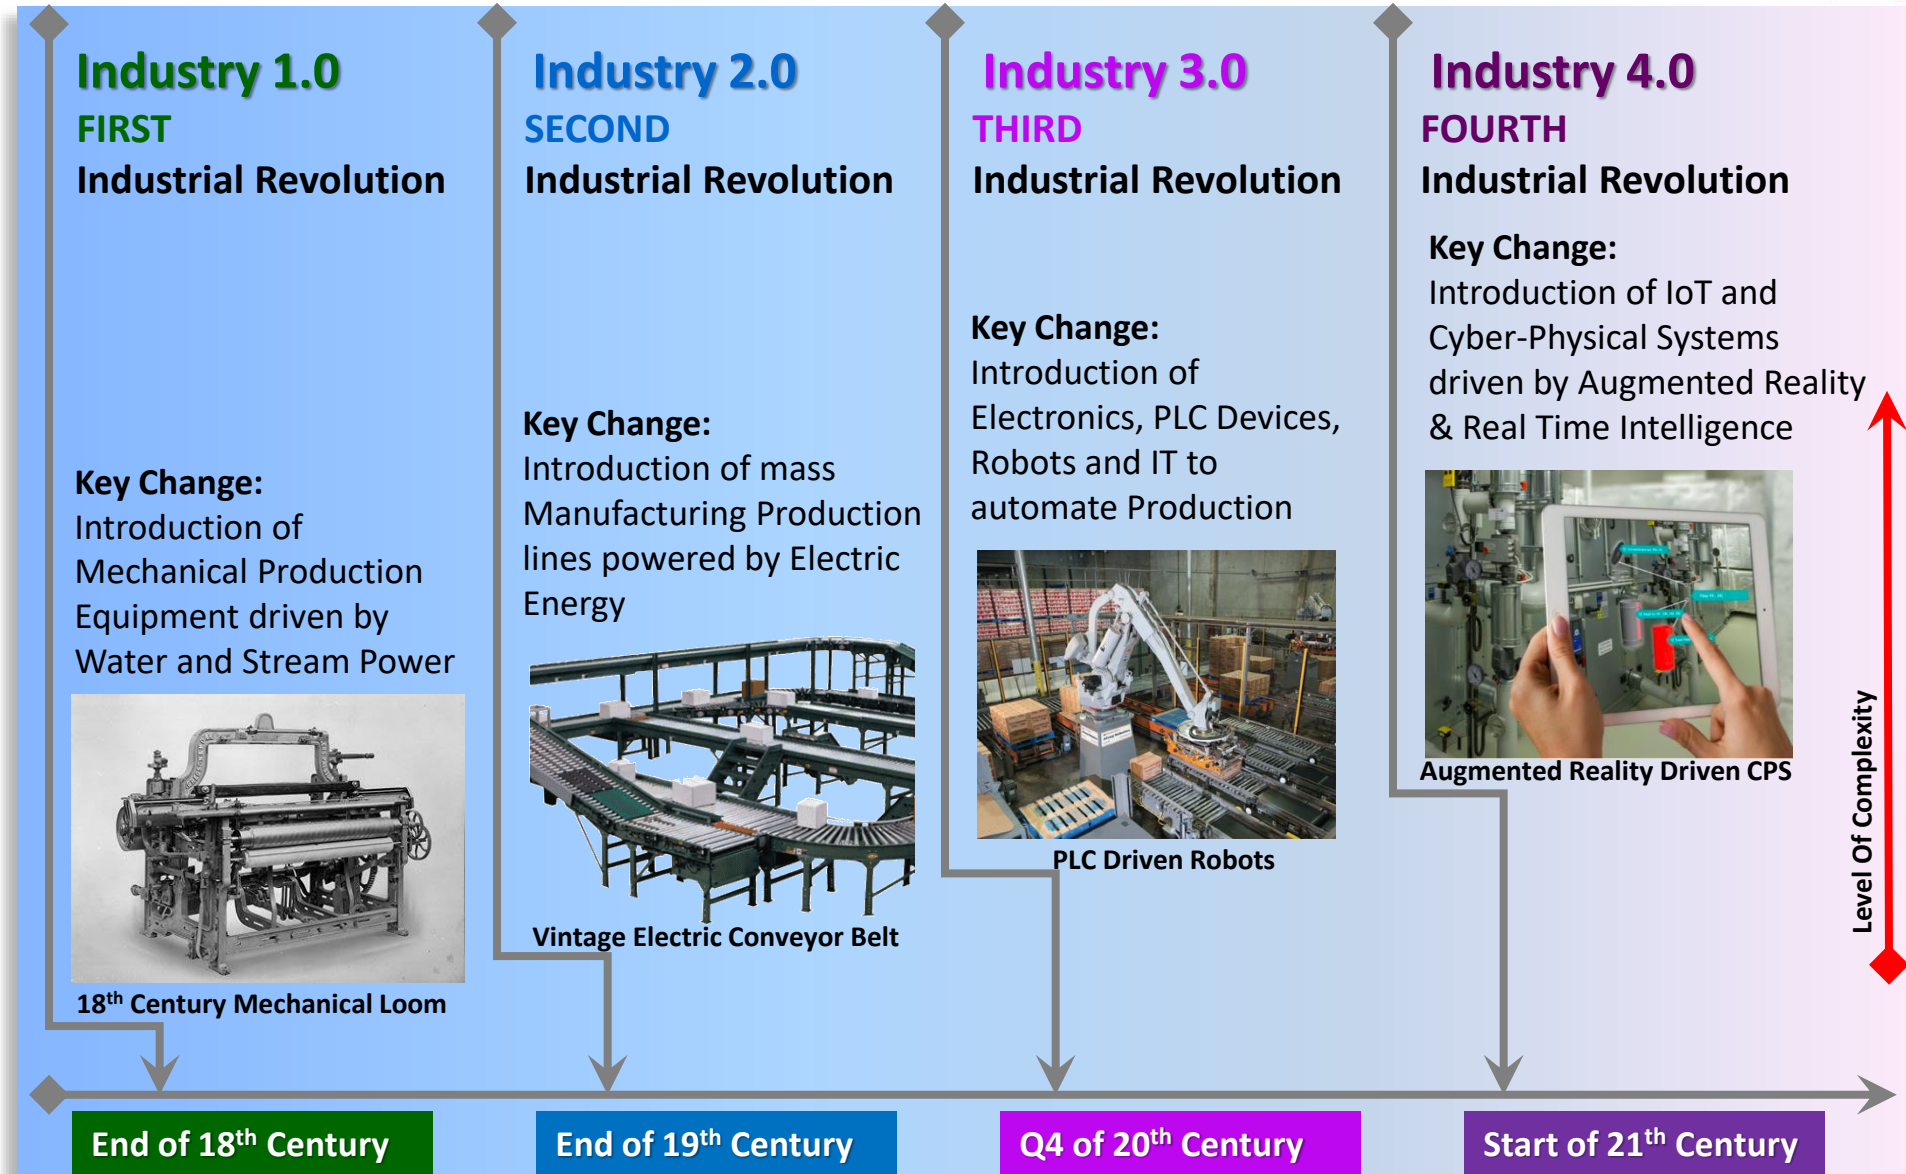 Industry 1.0
FIRST
Industrial Revolution
Key Change:
Introduction of
Mechanical Production
Equipment driven by
Water and Stream Power
18th Century Mechanical Loom
End of 18th Century
Industry 2.0
SECOND
Industrial Revolution
Key Change:
Introduction of mass
Manufacturing Production
lines powered by Electric
Energy
Vintage Electric Conveyor Belt
End of 19th Century
Industry 3.0
THIRD
Industrial Revolution
Key Change:
Introduction of
Electronics, PLC Devices,
Robots and IT to
automate Production
PLC Driven Robots
Q4 of 20th Century
Industry 4.0
FOURTH
Industrial Revolution
Key Change:
Introduction of IoT and
Cyber-Physical Systems
driven by Augmented Reality
& Real Time Intelligence
Augmented Reality Driven CPS
Start of 21th Century
Level Of Complexity